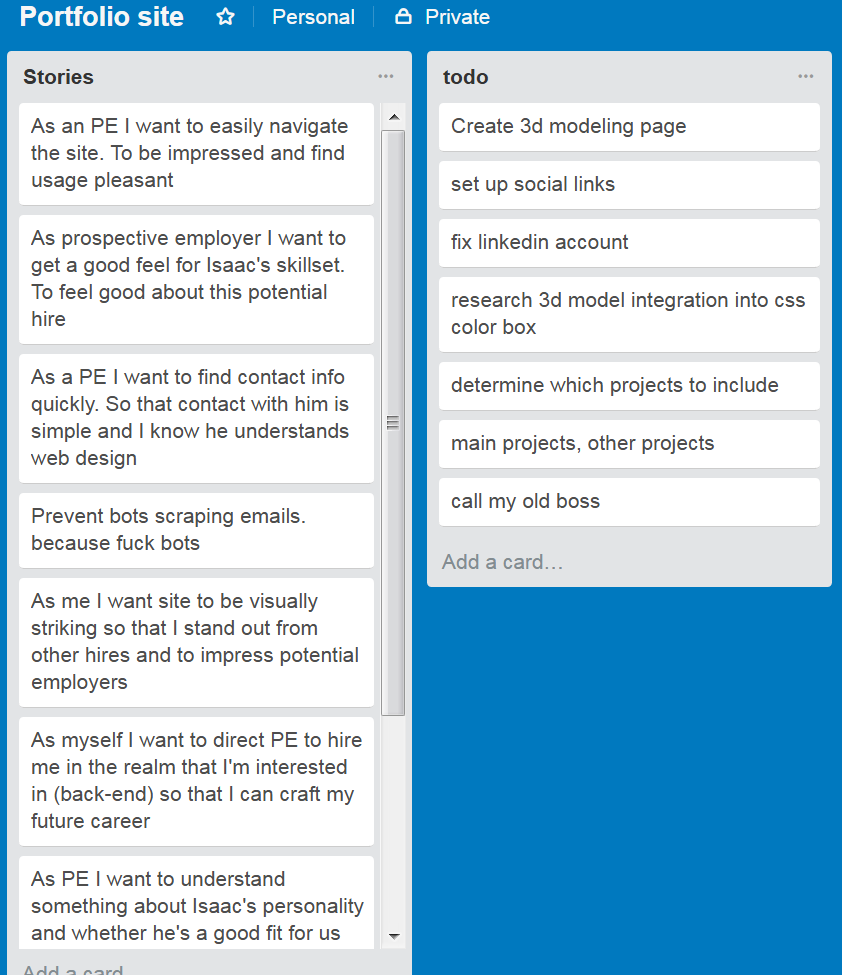 Portfolio site Personal Private
Stories
As an PE I want to easily navigate
the site. To be impressed and find
usage pleasant
As prospective employer I want to
get a good feel for Isaac's skillset.
To feel good about this potential
hire
As a PE I want to find contact info
quickly. So that contact with him is
simple and I know he understands
web design
Prevent bots scraping emails.
because fuck bots
As me I want site to be visually
striking so that I stand out from
other hires and to impress potential
employers
As myself I want to direct PE to hire
me in the realm that I'm interested
in (back-end) so that I can craft my
future career
As PE I want to understand
something about Isaac's personality
and whether he's a good fit for us
Add a card
todo
Create 3d modeling page
set up social links
fix linkedin account
research 3d model integration into css
color box
determine which projects to include
main projects, other projects
call my old boss
Add a card…